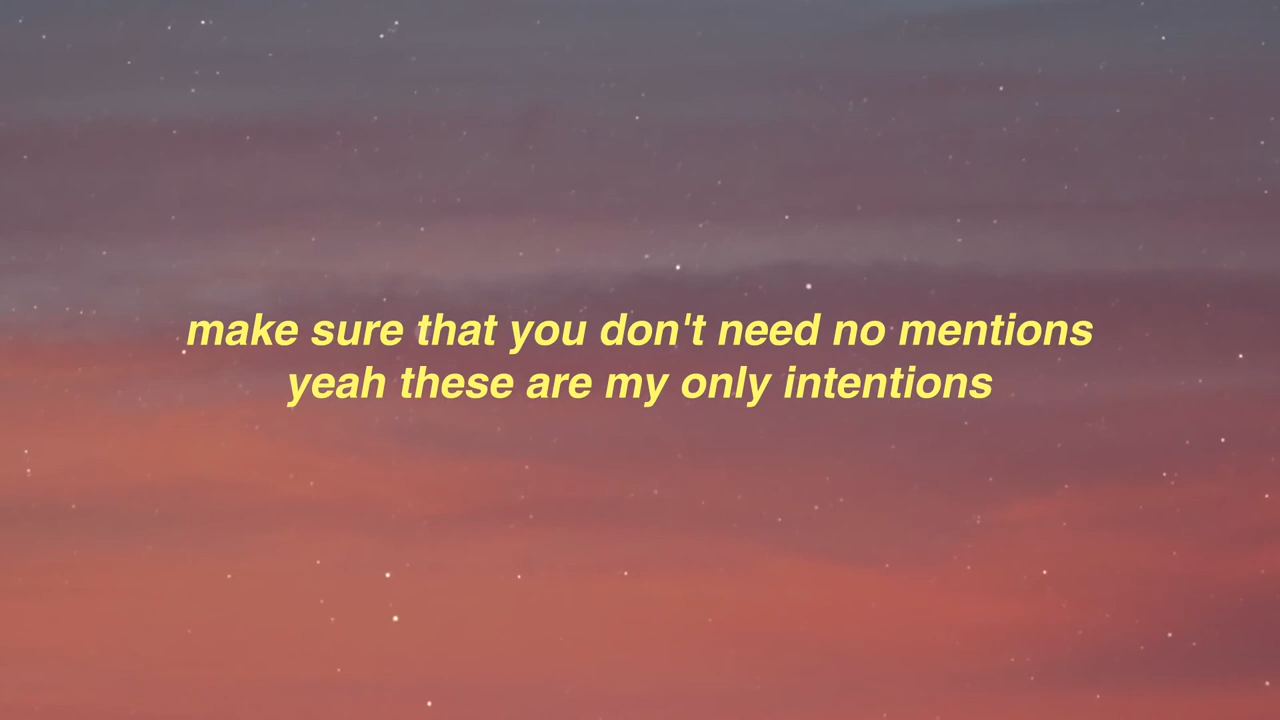 make sure that you don't need no mentions
yeah these are my only intentions